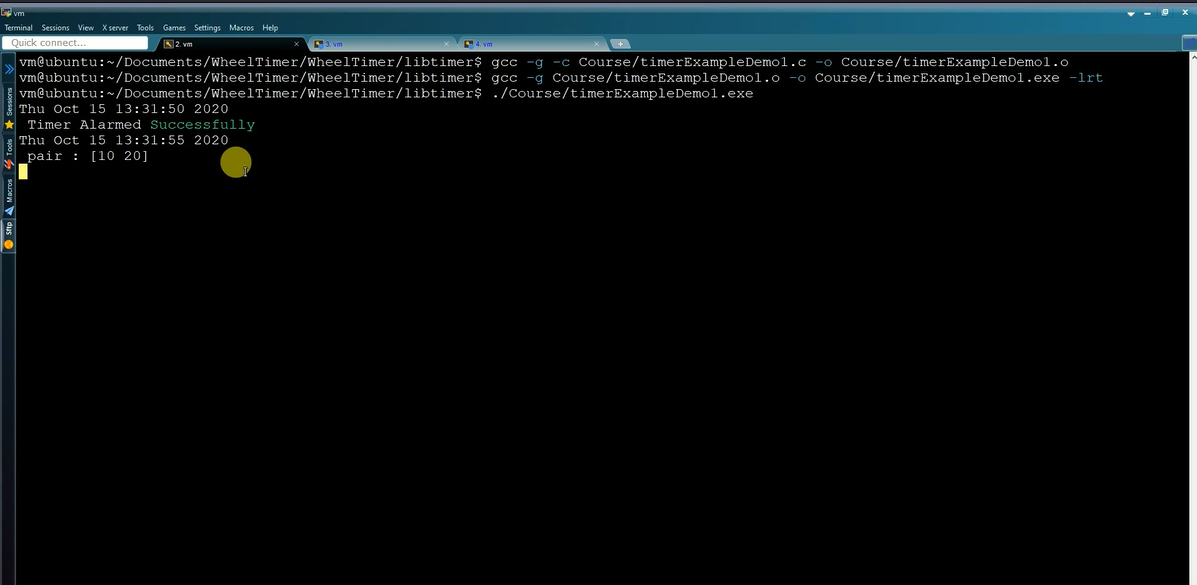 vm
Terminal Sessions View X server Tools Games Settings Macros Help
Quick connect...
2. vm
3. vm
4. vm
Sessions
Tools
Macros
Sftp
vm@ubuntu:~/Documents/WheelTimer/WheelTimer/libtimer$ gcc -g -c Course/timerExampleDemo1.c -o Course/timerExampleDemo1.o
vm@ubuntu:~/Documents/WheelTimer/WheelTimer/libtimer$ gcc -g Course/timerExampleDemo1.o -o Course/timerExampleDemo1.exe -lrt
vm@ubuntu:~/Documents/WheelTimer/WheelTimer/libtimer$ ./Course/timerExampleDemo1.exe
Thu Oct 15 13:31:50 2020
Timer Alarmed Successfully
Thu Oct 15 13:31:55 2020
pair : [10 20]